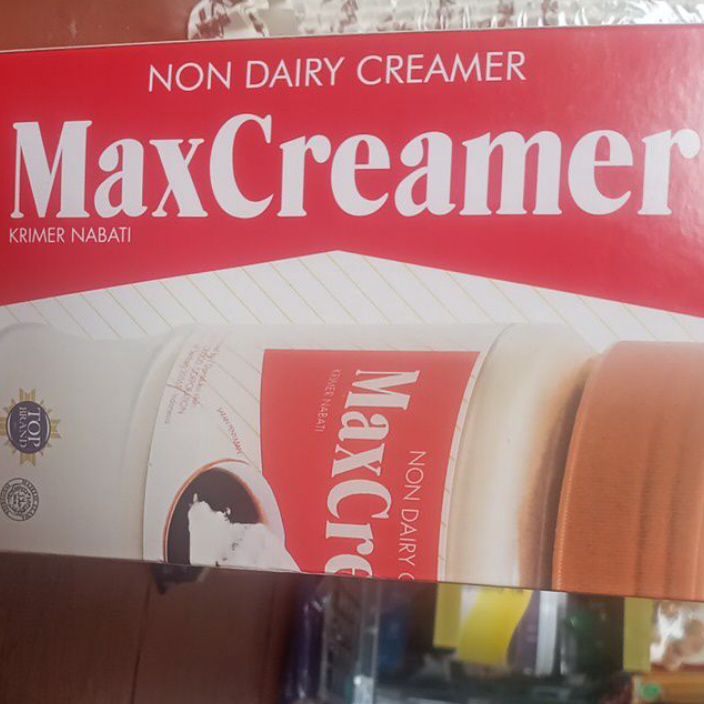 NON DAIRY CREAMER
MaxCreamer
KRIMER NABATI
TOP
BRAND
MaxCre
KRIMER NABATI
NON DAIRY C